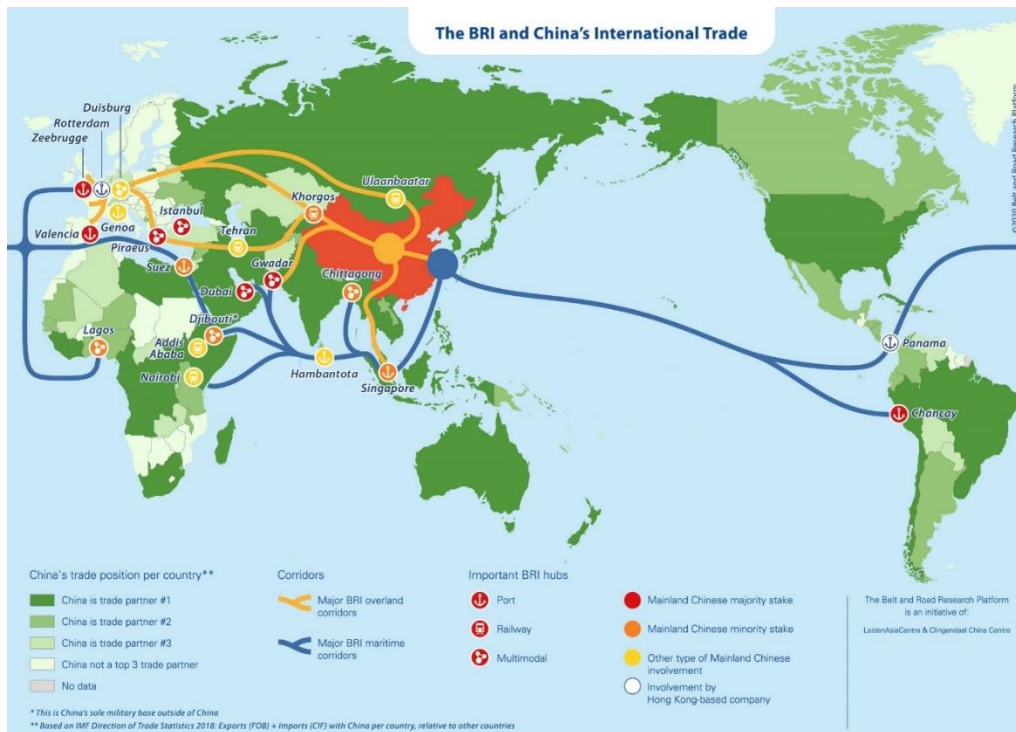 The BRI and China's International Trade
©2020 Belt and Road Research Platform
Duisburg
Rotterdam
Zeebrugge
Ulaanbaatar
Khorgos
Istanbul
Tehran
Valencia
Genoa
Piraeus
Gwadar
Suez
Chittagong
Dubai
Djibouti*
Lagos
Addis
Ababa
Panama
Nairobi
Hambantota
Singapore
Chancay
China's trade position per country**
China is trade partner #1
China is trade partner #2
China is trade partner #3
China not a top 3 trade partner
No data
Corridors
Major BRI overland
corridors
Major BRI maritime
corridors
Important BRI hubs
Port
Railway
Multimodal
Mainland Chinese majority stake
Mainland Chinese minority stake
Other type of Mainland Chinese
involvement
Involvement by
Hong Kong-based company
The Belt and Road Research Platform
is an initiative of:
LeidenAsiaCentre & Clingendael China Centre
* This is China's sole military base outside of China
** Based on IMF Direction of Trade Statistics 2018: Exports (FOB) + Imports (CIF) with China per country, relative to other countries